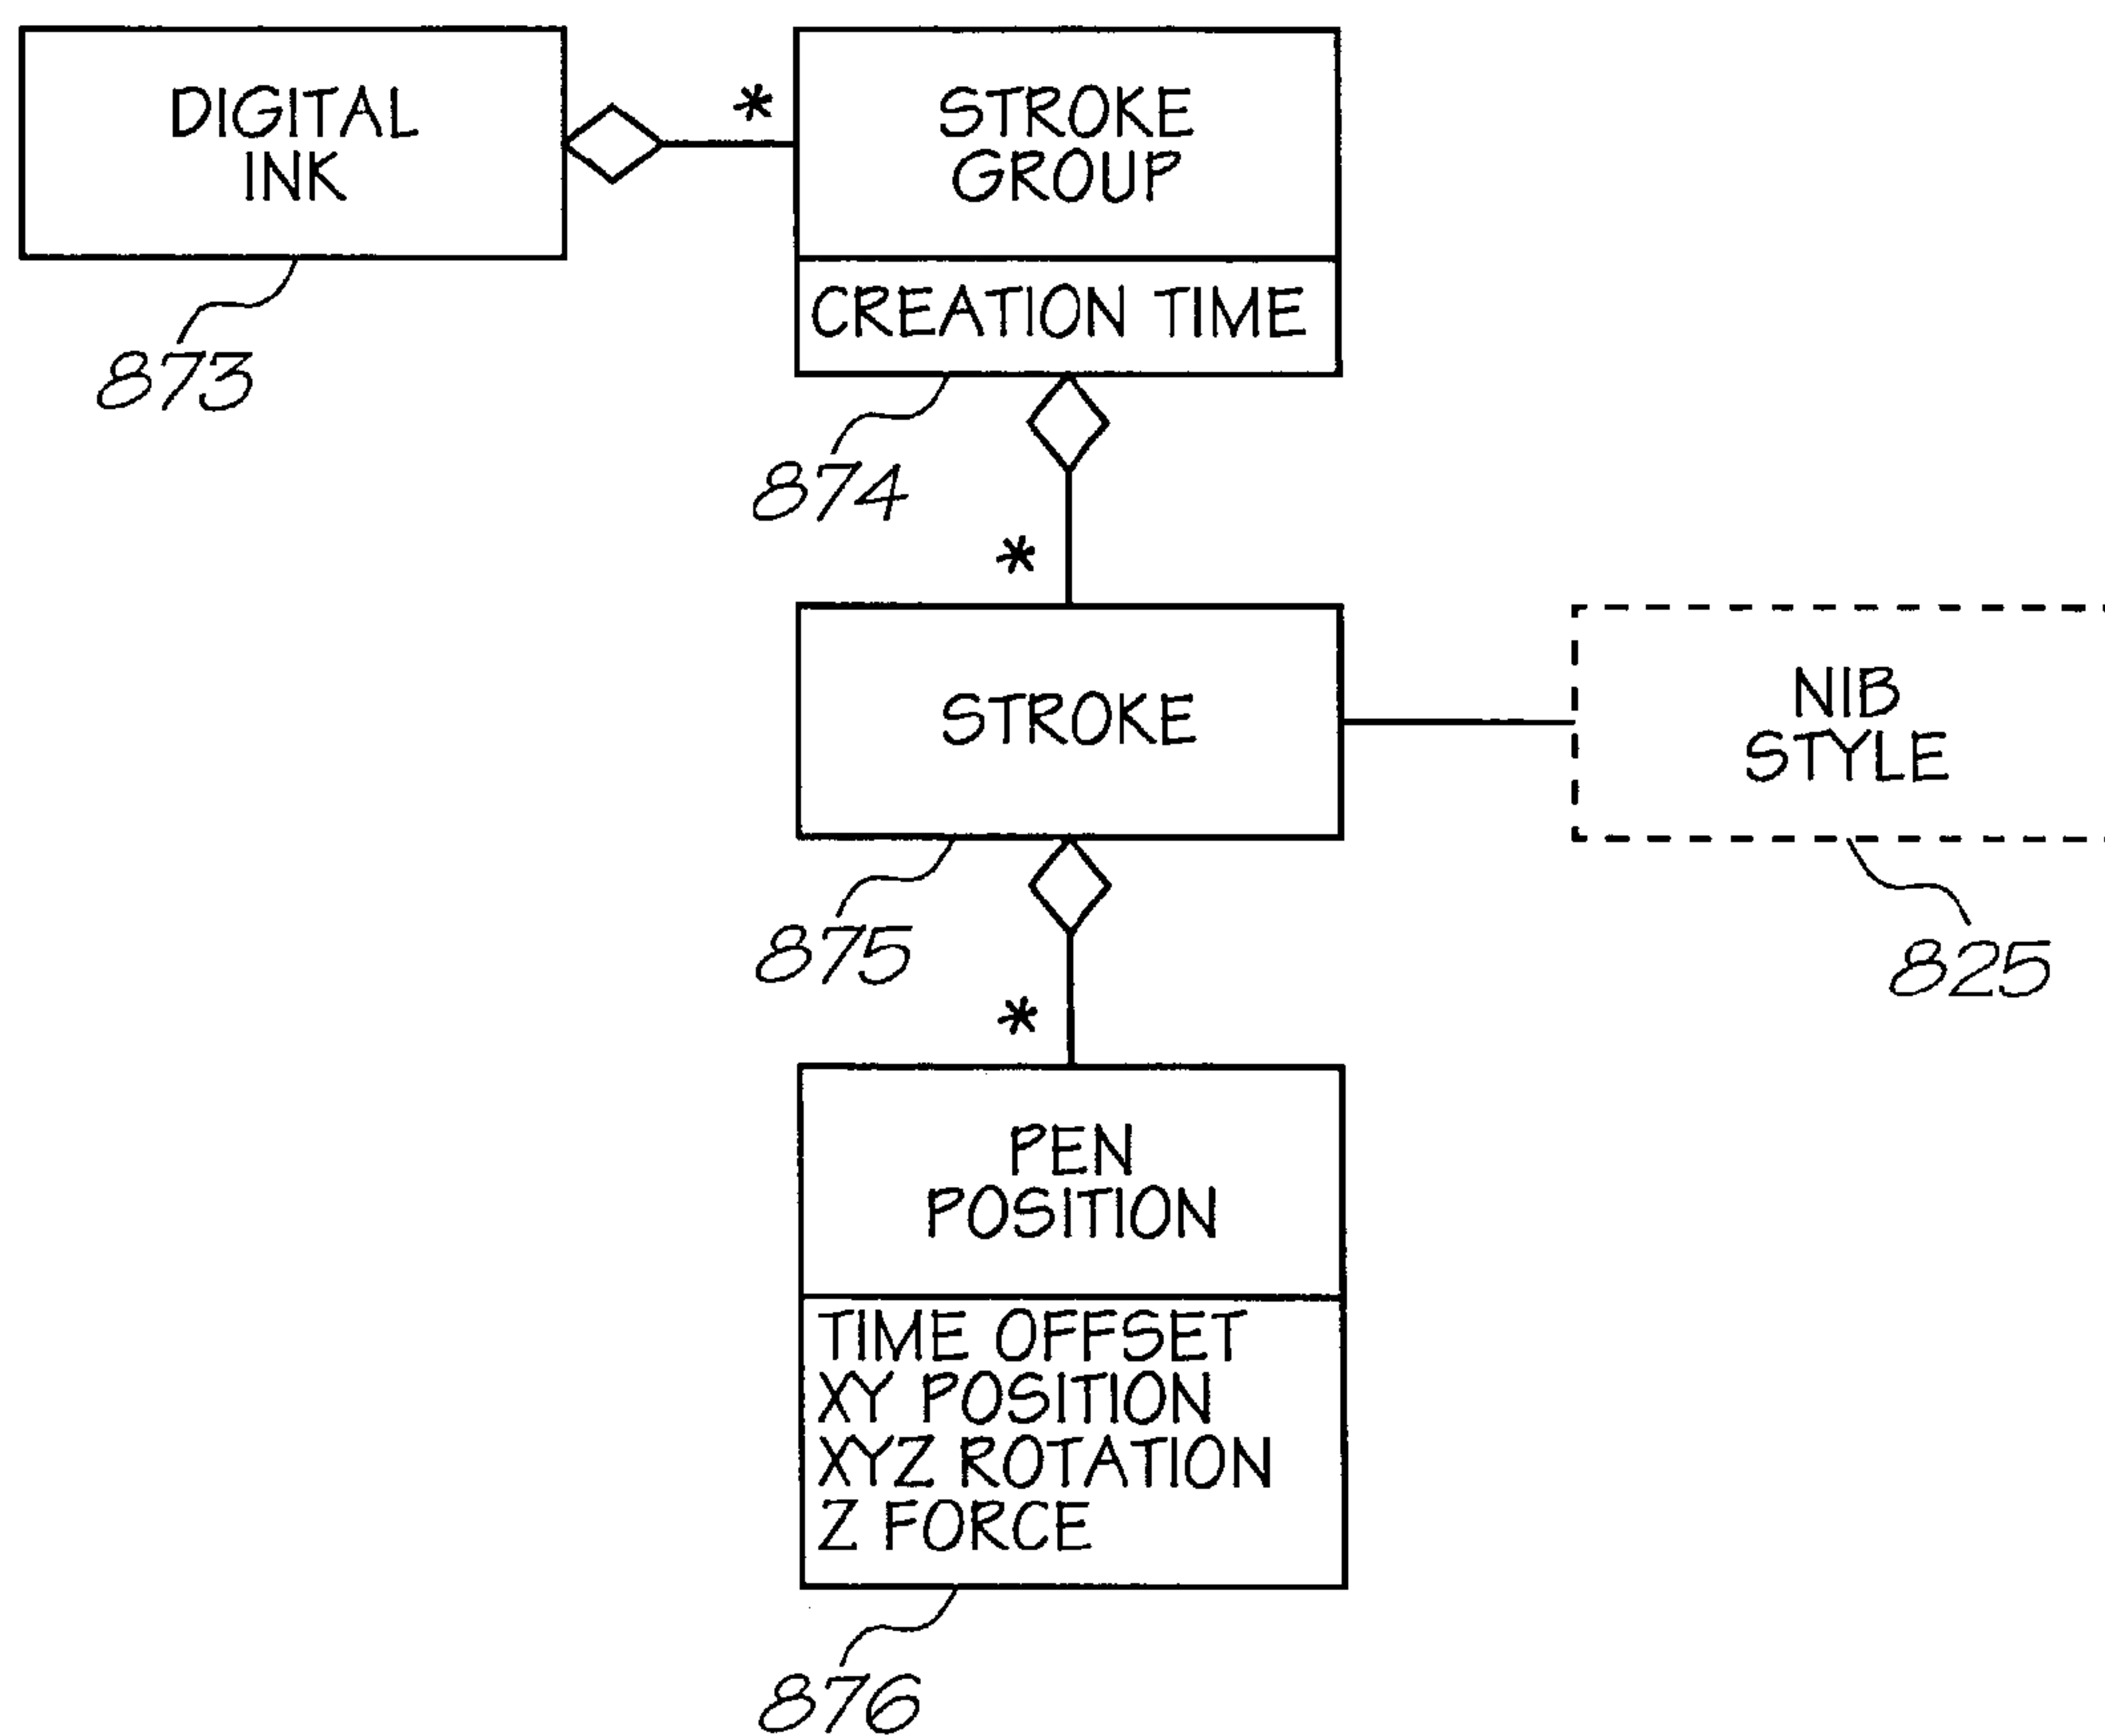 DIGITAL
INK
873
*
STROKE
GROUP
CREATION TIME
874
*
STROKE
875
NIB
STYLE
825
*
PEN
POSITION
TIME OFFSET
XY POSITION
XYZ ROTATION
Z FORCE
876